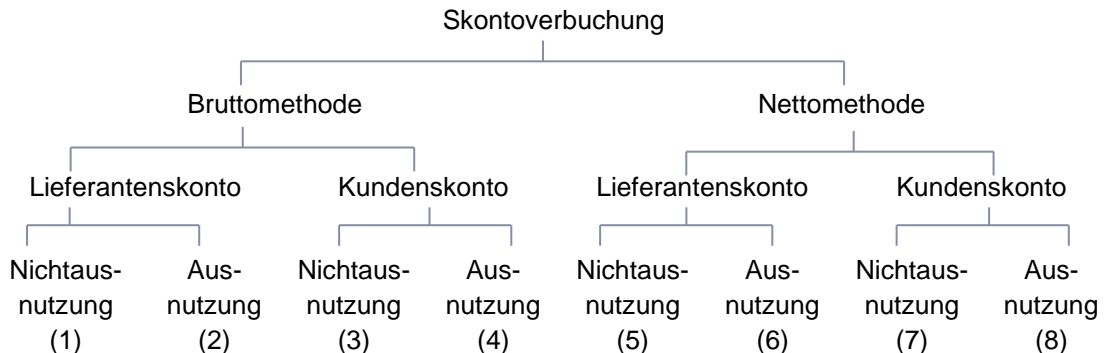 Skontoverbuchung
Bruttomethode Nettomethode
Lieferantenskonto Kundenskonto Lieferantenskonto Kundenskonto
Nichtaus- Aus- Nichtaus- Aus- Nichtaus- Aus- Nichtaus- Aus-
nutzung nutzung nutzung nutzung nutzung nutzung nutzung nutzung
(1) (2) (3) (4) (5) (6) (7) (8)